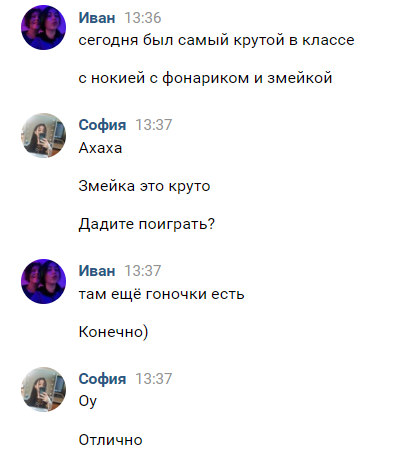 Иван 13:36
сегодня был самый крутой в классе
с нокией с фонариком и змейкой
София 13:37
Ахаха
Змейка это круто
Дадите поиграть?
Иван 13:37
там ещё гоночки есть
Конечно)
София 13:37
Оу
Отлично